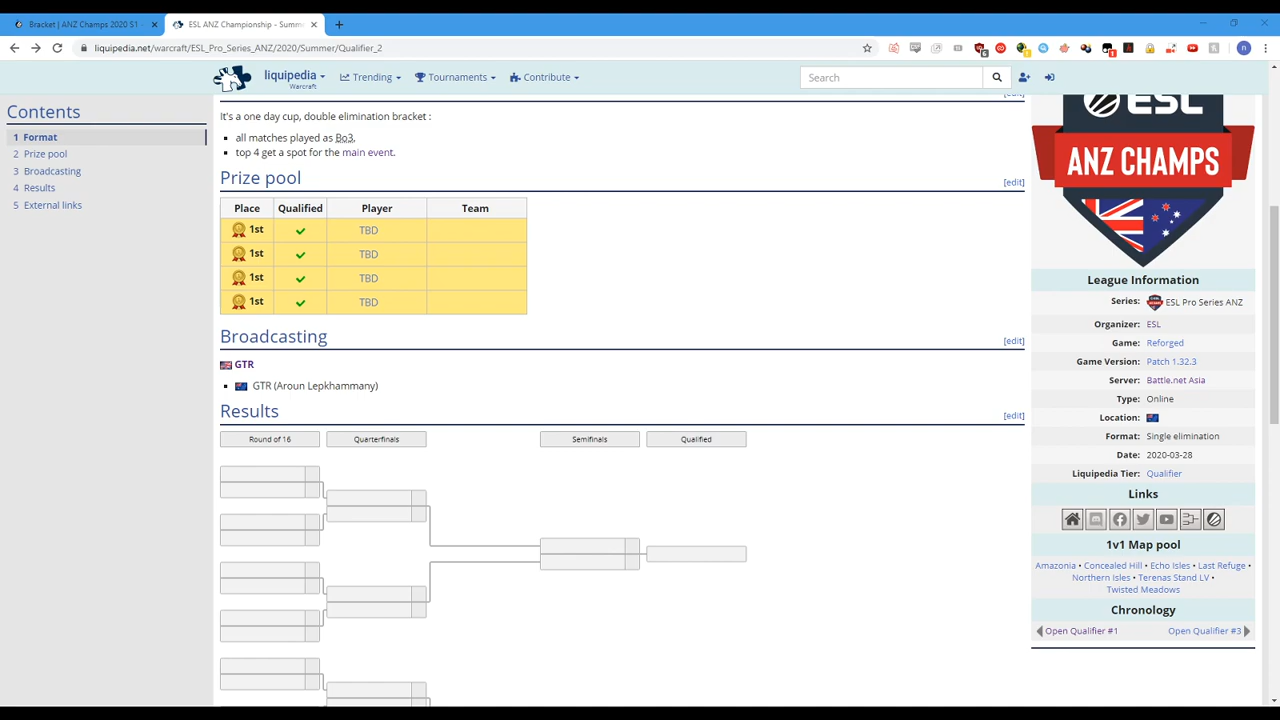 Bracket | ANZ Champs 2020 S1 -
ESL ANZ Championship - Summ
liquipedia.net/warcraft/ESL_Pro_Series_ANZ/2020/Summer/Qualifier_2
liquipedia
Warcraft
Trending
Tournaments
Contribute
Search
Contents
1 Format
2 Prize pool
3 Broadcasting
4 Results
5 External links
It's a one day cup, double elimination bracket :
all matches played as Bo3,
top 4 get a spot for the main event.
Prize pool
[edit]
Place Qualified Player Team
1st TBD
1st TBD
1st TBD
1st TBD
Broadcasting
[edit]
GTR
GTR (Aroun Lepkhammany)
Results
[edit]
Round of 16 Quarterfinals Semifinals Qualified
ESL
ANZ CHAMPS
League Information
Series: ESL Pro Series ANZ
Organizer: ESL
Game: Reforged
Game Version: Patch 1.32.3
Server: Battle.net Asia
Type: Online
Location:
Format: Single elimination
Date: 2020-03-28
Liquipedia Tier: Qualifier
Links
1v1 Map pool
Amazonia • Concealed Hill • Echo Isles • Last Refuge •
Northern Isles • Terenas Stand LV •
Twisted Meadows
Chronology
Open Qualifier #1 Open Qualifier #3